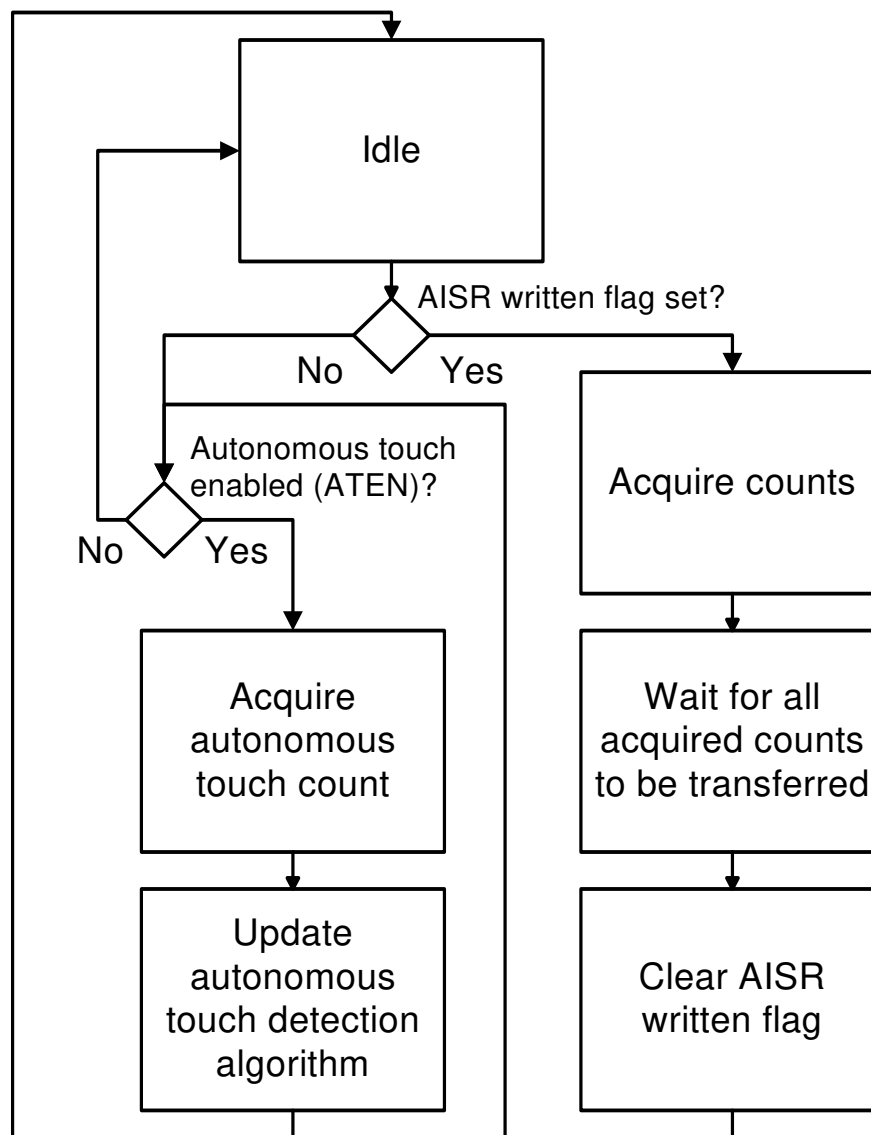 Idle
AISR written flag set?
No
Yes
Autonomous touch
enabled (ATEN)?
No
Yes
Acquire counts
Acquire
autonomous
touch count
Wait for all
acquired counts
to be transferred
Update
autonomous
touch detection
algorithm
Clear AISR
written flag